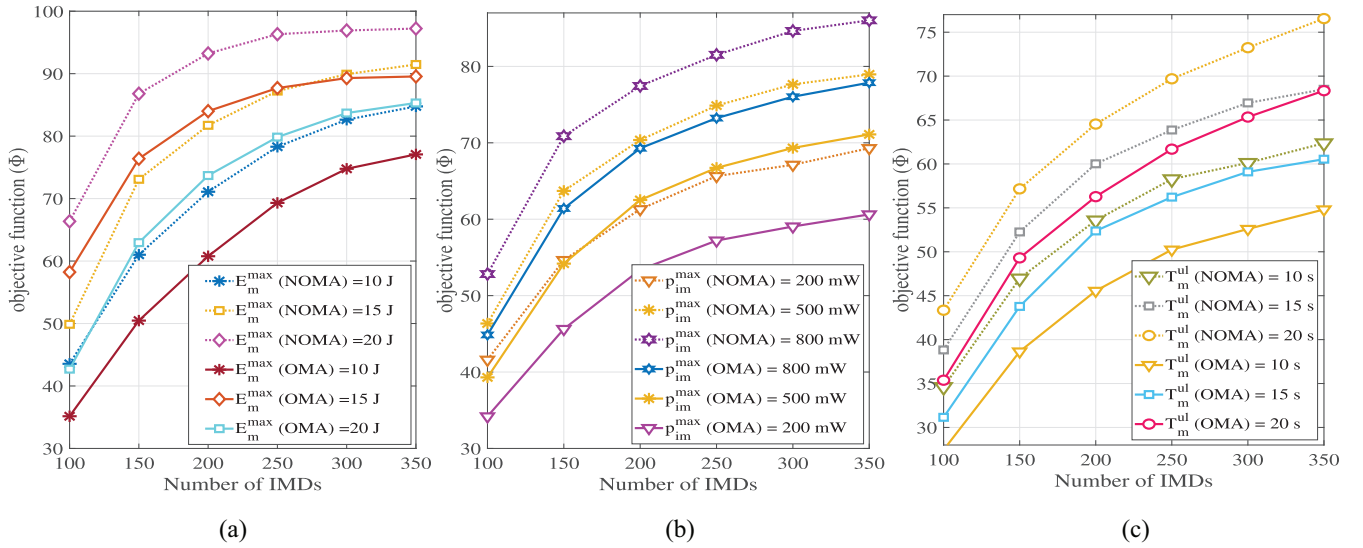 100
90
80
70
60
50
40
30
objective function (Φ)
E_m^max (NOMA) =10 J
E_m^max (NOMA) =15 J
E_m^max (NOMA) =20 J
E_m^max (OMA) =10 J
E_m^max (OMA) =15 J
E_m^max (OMA) =20 J
100 150 200 250 300 350
Number of IMDs
(a)
80
70
60
50
40
30
objective function (Φ)
p_im^max (NOMA) = 200 mW
p_im^max (NOMA) = 500 mW
p_im^max (NOMA) = 800 mW
p_im^max (OMA) = 800 mW
p_im^max (OMA) = 500 mW
p_im^max (OMA) = 200 mW
100 150 200 250 300 350
Number of IMDs
(b)
75
70
65
60
55
50
45
40
35
30
objective function (Φ)
T_m^ul (NOMA) = 10 s
T_m^ul (NOMA) = 15 s
T_m^ul (NOMA) = 20 s
T_m^ul (OMA) = 10 s
T_m^ul (OMA) = 15 s
T_m^ul (OMA) = 20 s
100 150 200 250 300 350
Number of IMDs
(c)